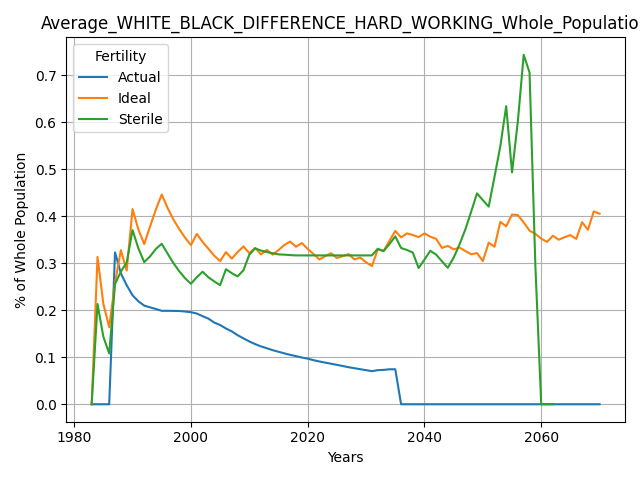 Average_WHITE_BLACK_DIFFERENCE_HARD_WORKING_Whole_Populatio
Fertility
Actual
Ideal
Sterile
% of Whole Population
0.7
0.6
0.5
0.4
0.3
0.2
0.1
0.0
1980 2000 2020 2040 2060
Years